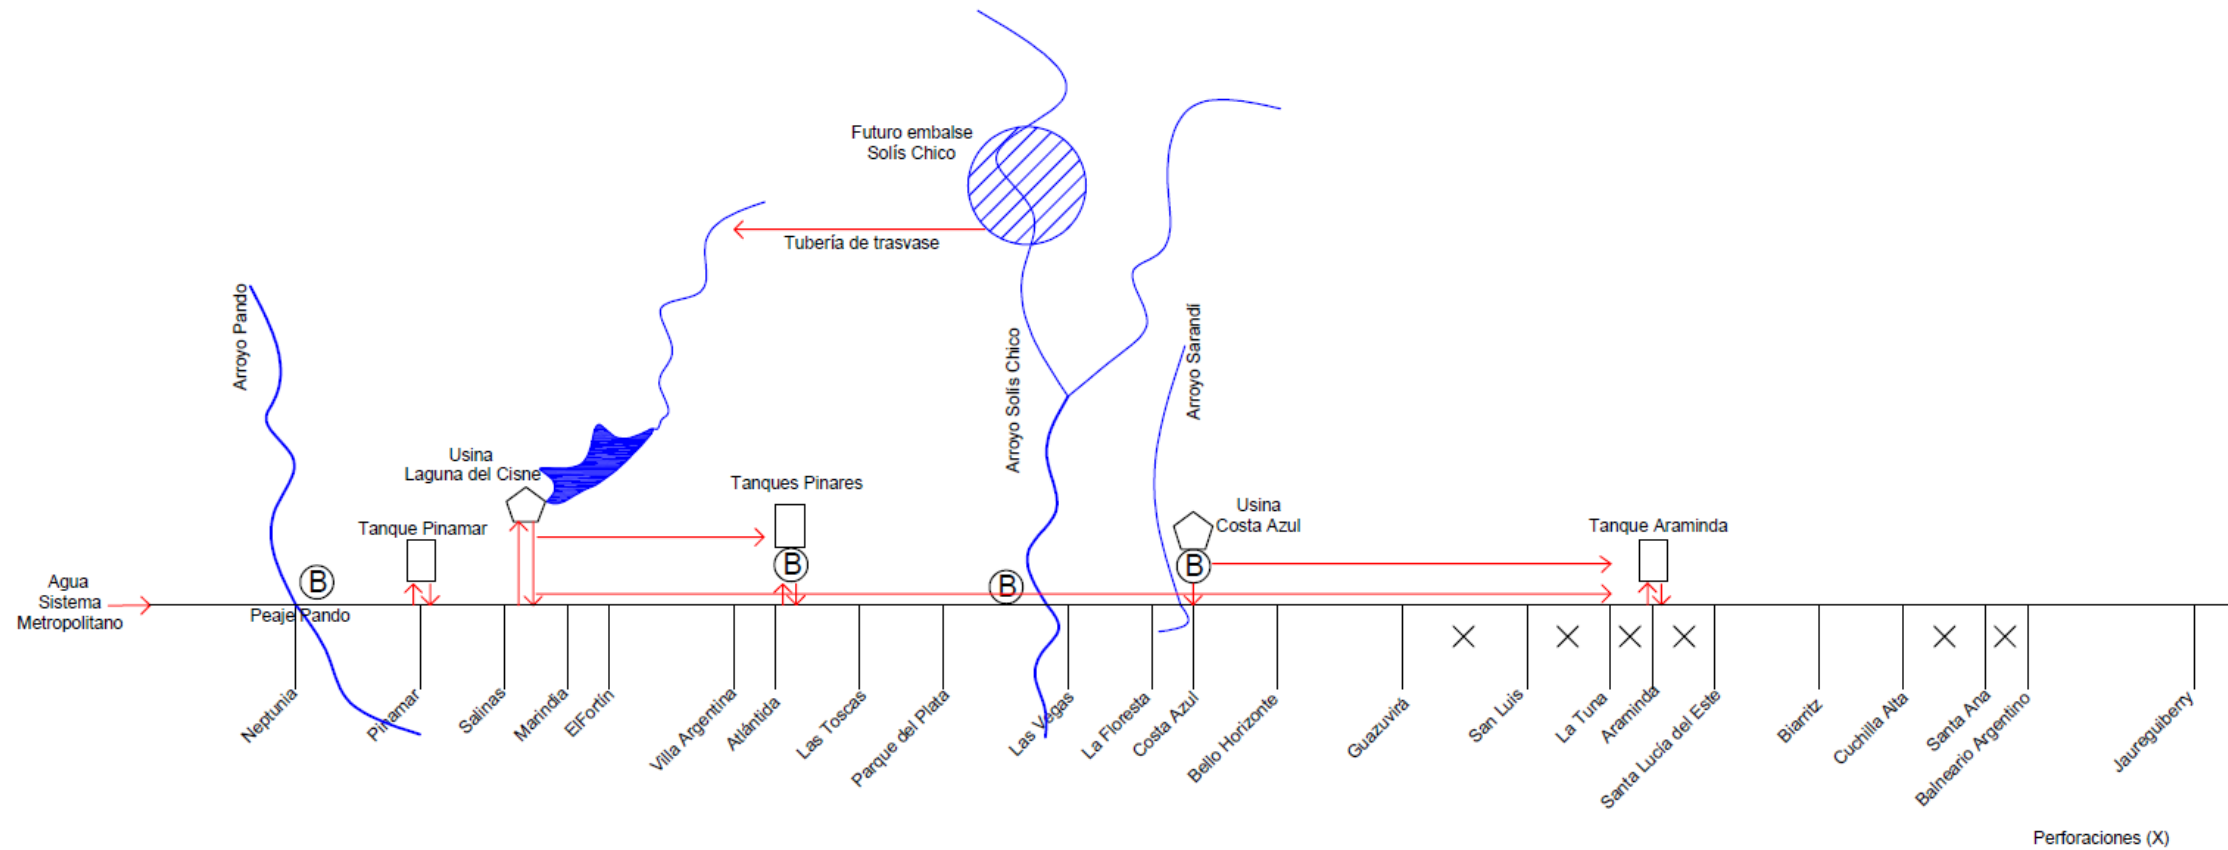 Futuro embalse
Solís Chico
Tubería de trasvase
Arroyo Pando
Arroyo Solís Chico
Arroyo Sarandí
Usina
Laguna del Cisne
Tanques Pinares
Usina
Costa Azul
Tanque Pinamar
Tanque Araminda
B
B
B
B
Agua
Sistema
Metropolitano
Peaje Pando
Neptunia
Pinamar
Salinas
Marindia
ElFortín
Villa Argentina
Atlántida
Las Toscas
Parque del Plata
Las Vegas
La Floresta
Costa Azul
Bello Horizonte
Guazuvirá
San Luis
La Tuna
Araminda
Santa Lucía del Este
Biarritz
Cuchilla Alta
Santa Ana
Balneario Argentino
Jaureguiberry
Perforaciones (X)